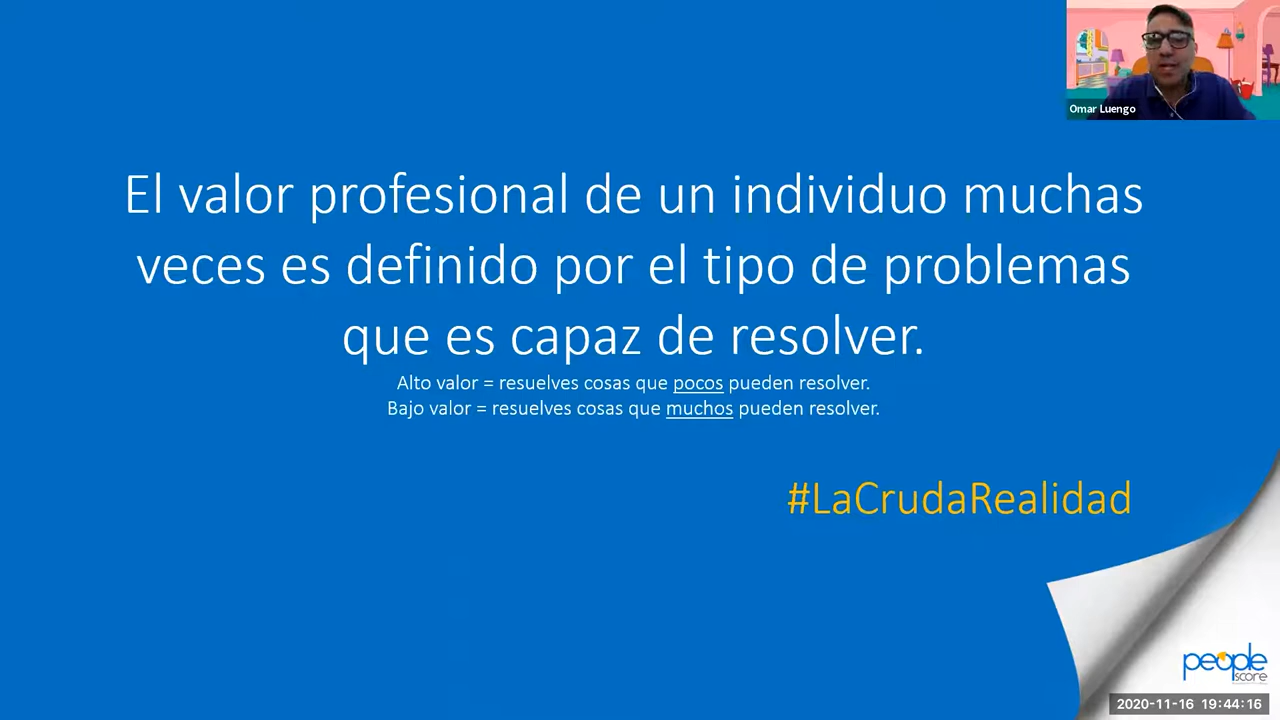 Omar Luengo
El valor profesional de un individuo muchas
veces es definido por el tipo de problemas
que es capaz de resolver.
Alto valor = resuelves cosas que pocos pueden resolver.
Bajo valor = resuelves cosas que muchos pueden resolver.
#LaCrudaRealidad
people
score
2020-11-16 19:44:16